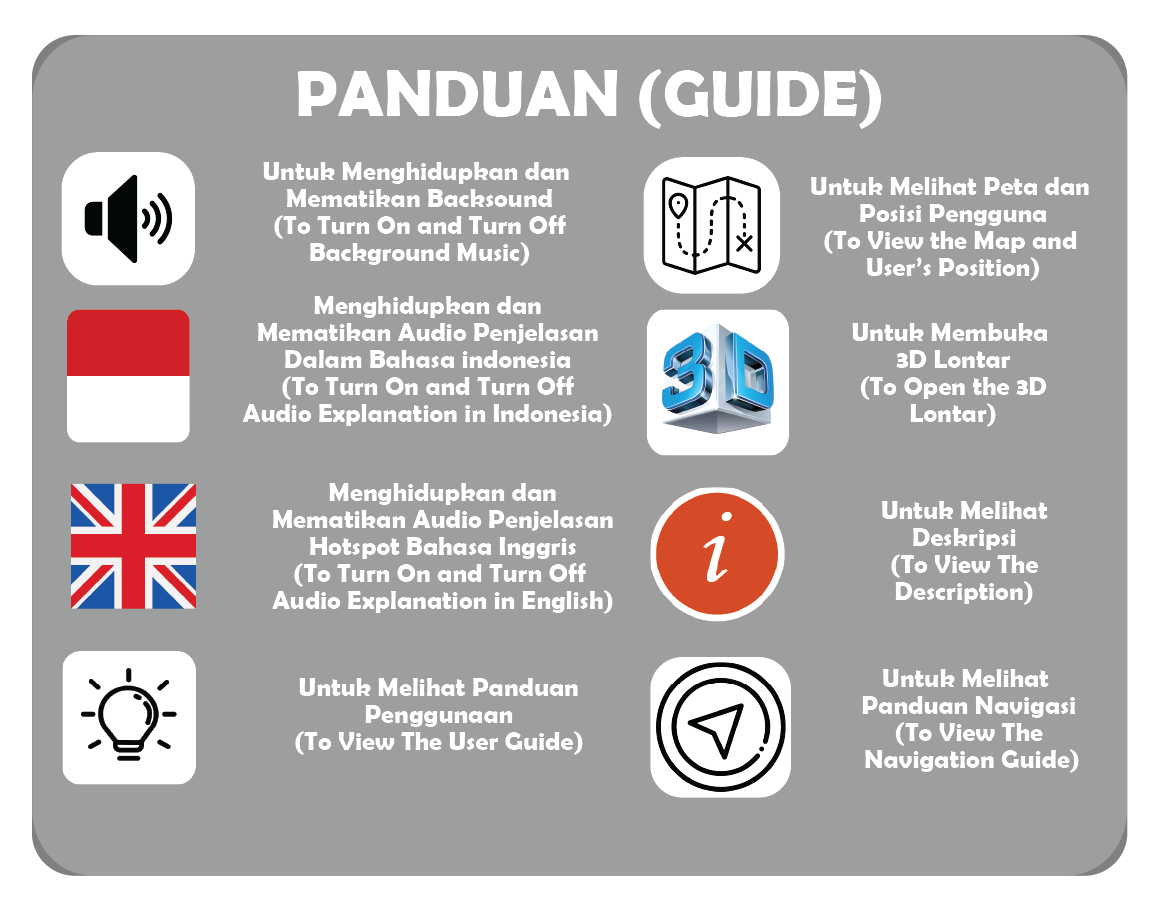 PANDUAN (GUIDE)
Untuk Menghidupkan dan
Mematikan Backsound
(To Turn On and Turn Off
Background Music)
Menghidupkan dan
Mematikan Audio Penjelasan
Dalam Bahasa indonesia
(To Turn On and Turn Off
Audio Explanation in Indonesia)
Menghidupkan dan
Mematikan Audio Penjelasan
Hotspot Bahasa Inggris
(To Turn On and Turn Off
Audio Explanation in English)
Untuk Melihat Panduan
Penggunaan
(To View The User Guide)
Untuk Melihat Peta dan
Posisi Pengguna
(To View the Map and
User's Position)
3D
Untuk Membuka
3D Lontar
(To Open the 3D
Lontar)
i
Untuk Melihat
Deskripsi
(To View The
Description)
Untuk Melihat
Panduan Navigasi
(To View The
Navigation Guide)